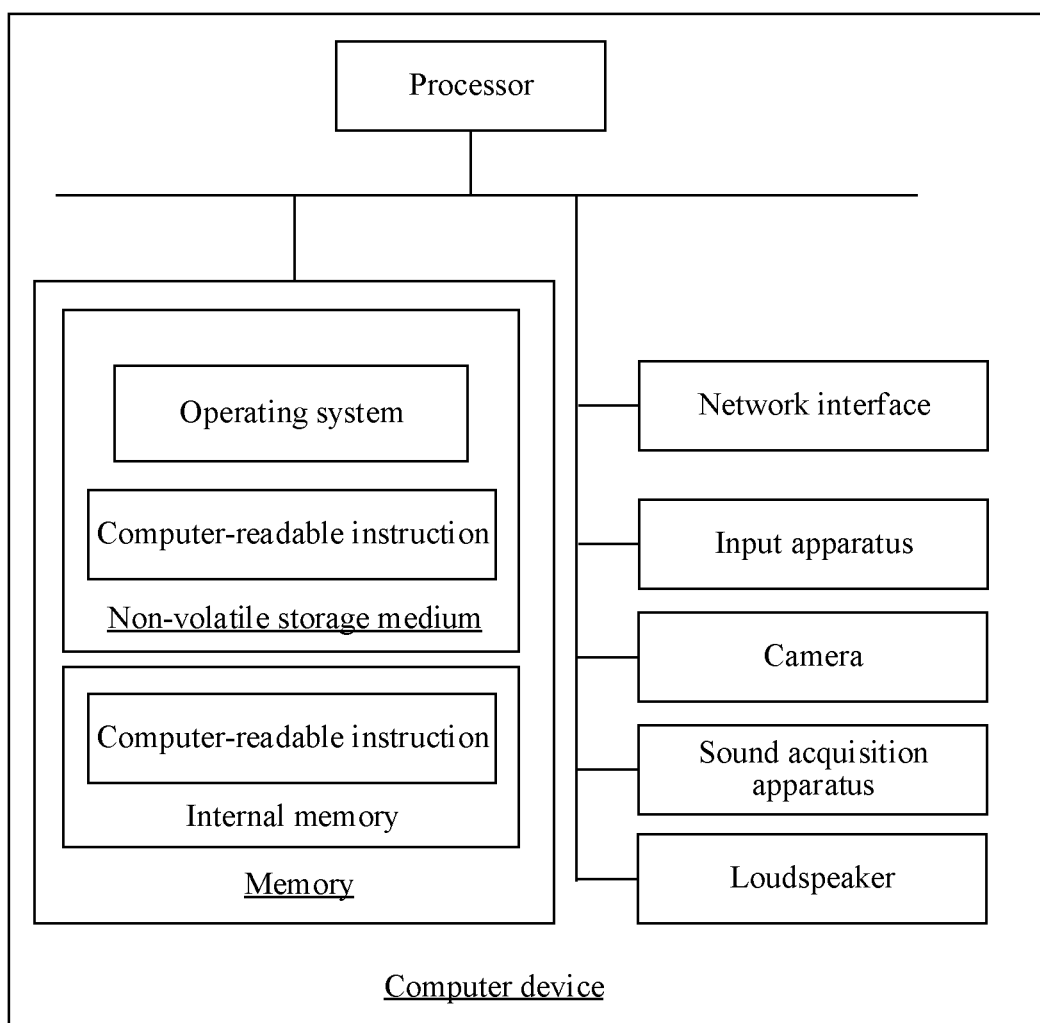 Processor
Operating system
Computer-readable instruction
Non-volatile storage medium
Computer-readable instruction
Internal memory
Memory
Network interface
Input apparatus
Camera
Sound acquisition
apparatus
Loudspeaker
Computer device